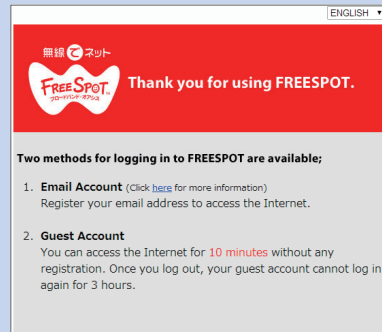 ENGLISH
無線でネット
FREESPOT
ブロードバンド・オアシス
Thank you for using FREESPOT.
Two methods for logging in to FREESPOT are available;
1. Email Account (Click here for more information)
Register your email address to access the Internet.
2. Guest Account
You can access the Internet for 10 minutes without any
registration. Once you log out, your guest account cannot log in
again for 3 hours.